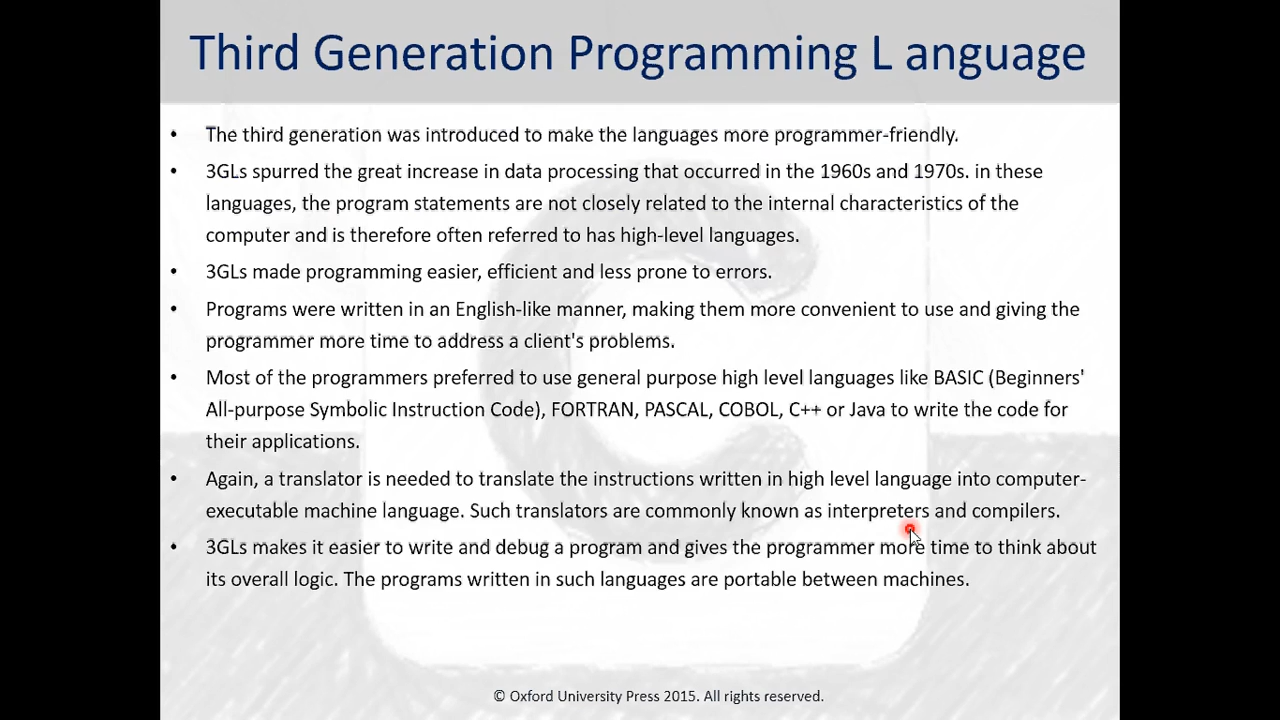 Third Generation Programming L anguage
• The third generation was introduced to make the languages more programmer-friendly.
• 3GLs spurred the great increase in data processing that occurred in the 1960s and 1970s. in these
languages, the program statements are not closely related to the internal characteristics of the
computer and is therefore often referred to has high-level languages.
• 3GLs made programming easier, efficient and less prone to errors.
• Programs were written in an English-like manner, making them more convenient to use and giving the
programmer more time to address a client's problems.
• Most of the programmers preferred to use general purpose high level languages like BASIC (Beginners'
All-purpose Symbolic Instruction Code), FORTRAN, PASCAL, COBOL, C++ or Java to write the code for
their applications.
• Again, a translator is needed to translate the instructions written in high level language into computer-
executable machine language. Such translators are commonly known as interpreters and compilers.
• 3GLs makes it easier to write and debug a program and gives the programmer more time to think about
its overall logic. The programs written in such languages are portable between machines.
© Oxford University Press 2015. All rights reserved.